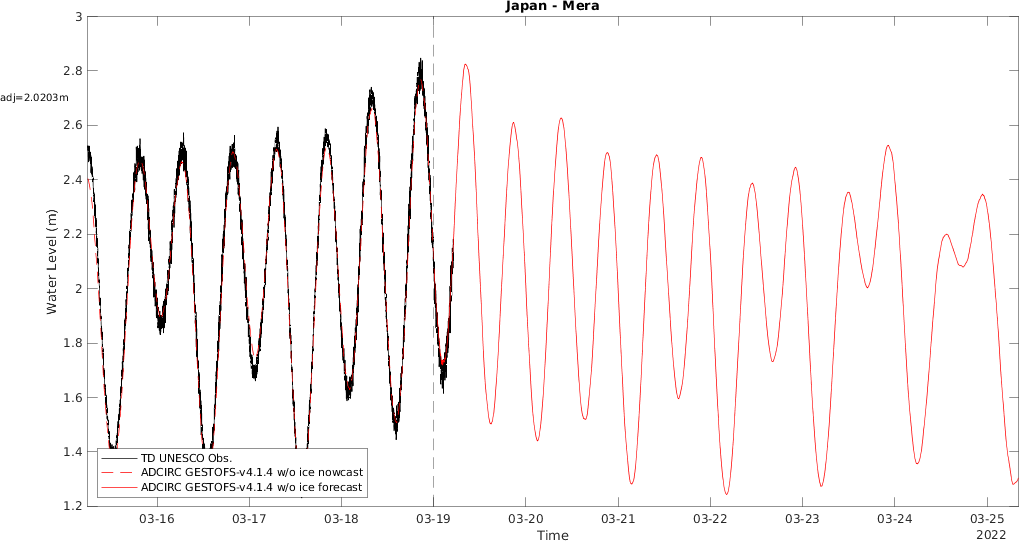 Japan - Mera
adj=2.0203m
Water Level (m)
3
2.8
2.6
2.4
2.2
2
1.8
1.6
1.4
1.2
TD UNESCO Obs.
ADCIRC GESTOFS-v4.1.4 w/o ice nowcast
ADCIRC GESTOFS-v4.1.4 w/o ice forecast
03-16 03-17 03-18 03-19 03-20 03-21 03-22 03-23 03-24 03-25
Time
2022